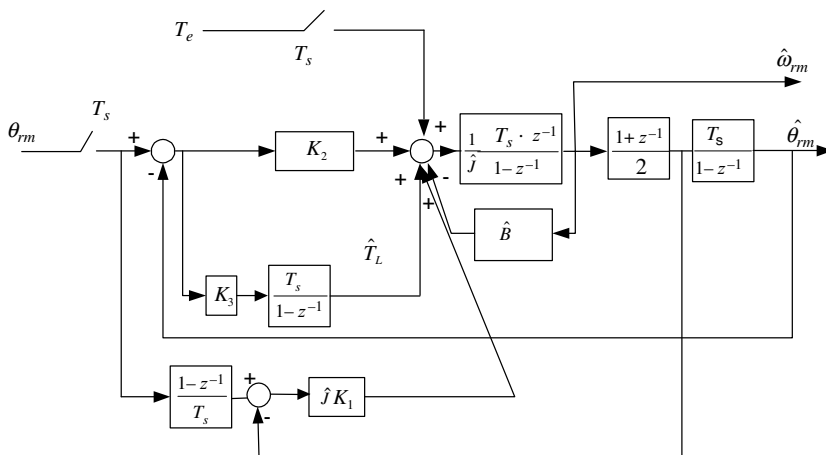 T_e
T_s
ω̂_rm
θ_rm
T_s
+
-
K_2
+
+
+
+
+
-
1/Ĵ T_s · z^{-1}/1- z^{-1}
1+ z^{-1}/2
T_s/1- z^{-1}
θ̂_rm
B̂
T̂_L
K_3
T_s/1- z^{-1}
1- z^{-1}/T_s
+
-
Ĵ K_1